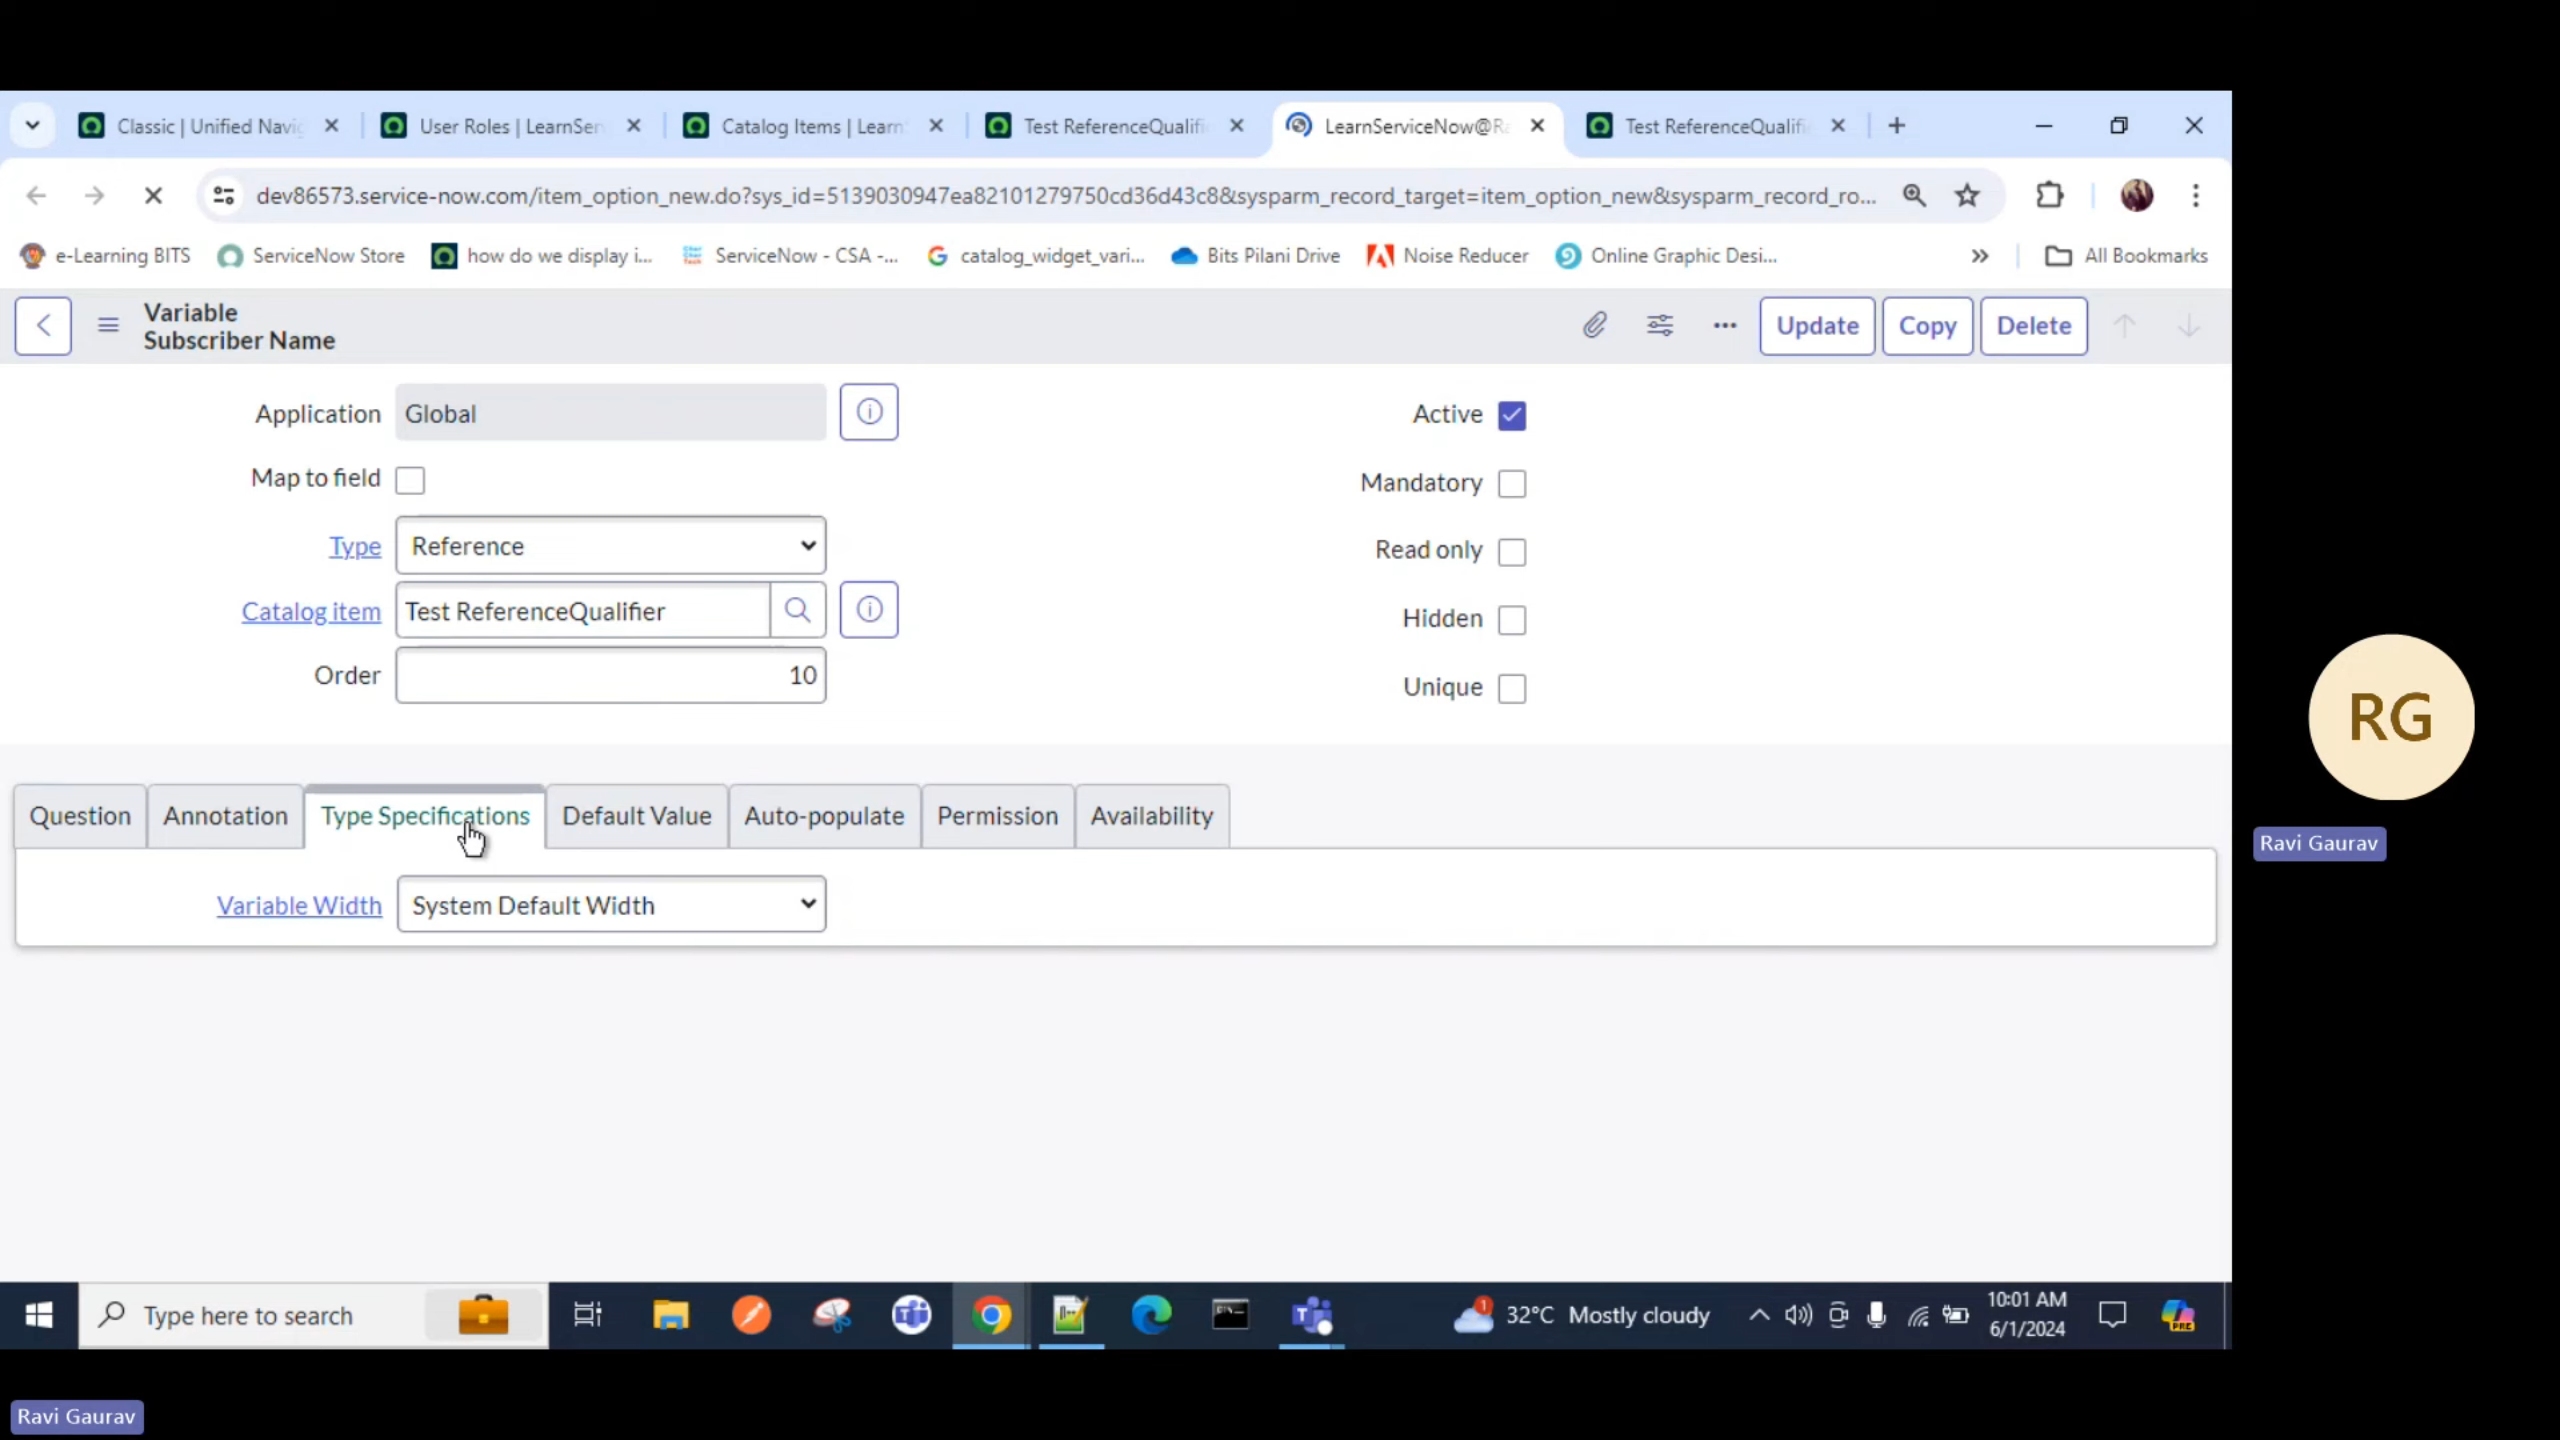 Classic | Unified Navig
User Roles | LearnSer
Catalog Items | Learn
Test ReferenceQualifi
LearnServiceNow@Ra
Test ReferenceQualifi
dev86573.service-now.com/item_option_new.do?sys_id=5139030947ea82101279750cd36d43c8&sysparm_record_target=item_option_new&sysparm_record_ro...
e-Learning BITS
ServiceNow Store
how do we display i...
ServiceNow - CSA -...
catalog_widget_vari...
Bits Pilani Drive
Noise Reducer
Online Graphic Desi...
»
All Bookmarks
Variable
Subscriber Name
Update
Copy
Delete
Application
Global
Active
Map to field
Mandatory
Type
Reference
Read only
Catalog item
Test ReferenceQualifier
Hidden
Order
10
Unique
RG
Ravi Gaurav
Question
Annotation
Type Specifications
Default Value
Auto-populate
Permission
Availability
Variable Width
System Default Width
Type here to search
1
32°C Mostly cloudy
10:01 AM
6/1/2024
PRE
Ravi Gaurav